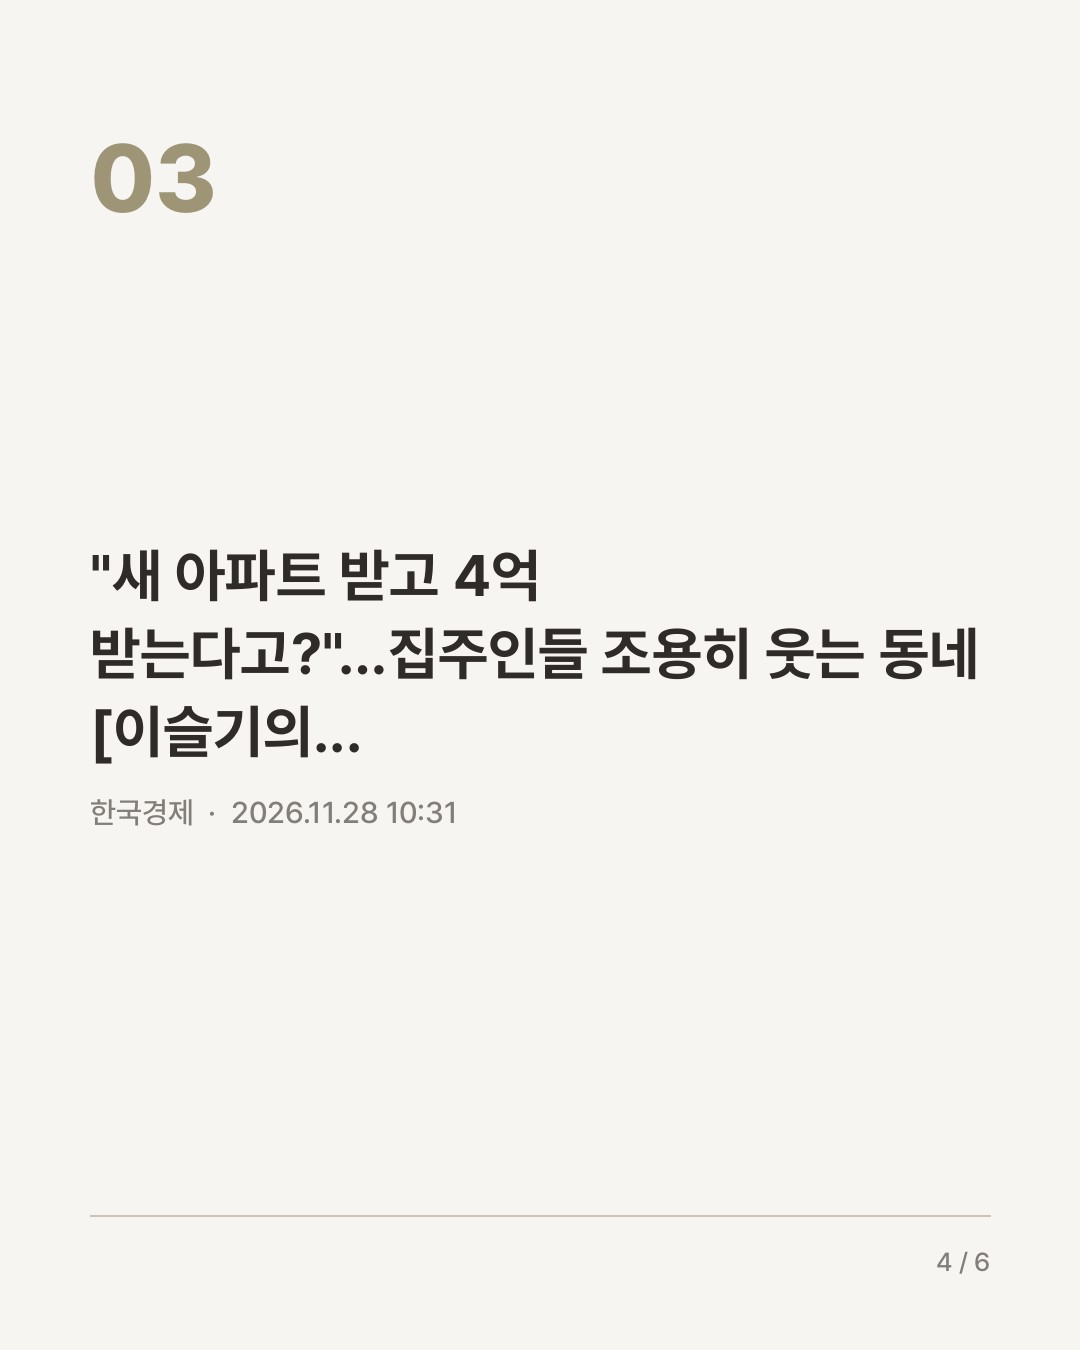 03
"새 아파트 받고 4억
받는다고?"...집주인들 조용히 웃는 동네
[이슬기의...
한국경제 · 2026.11.28 10:31
4 / 6